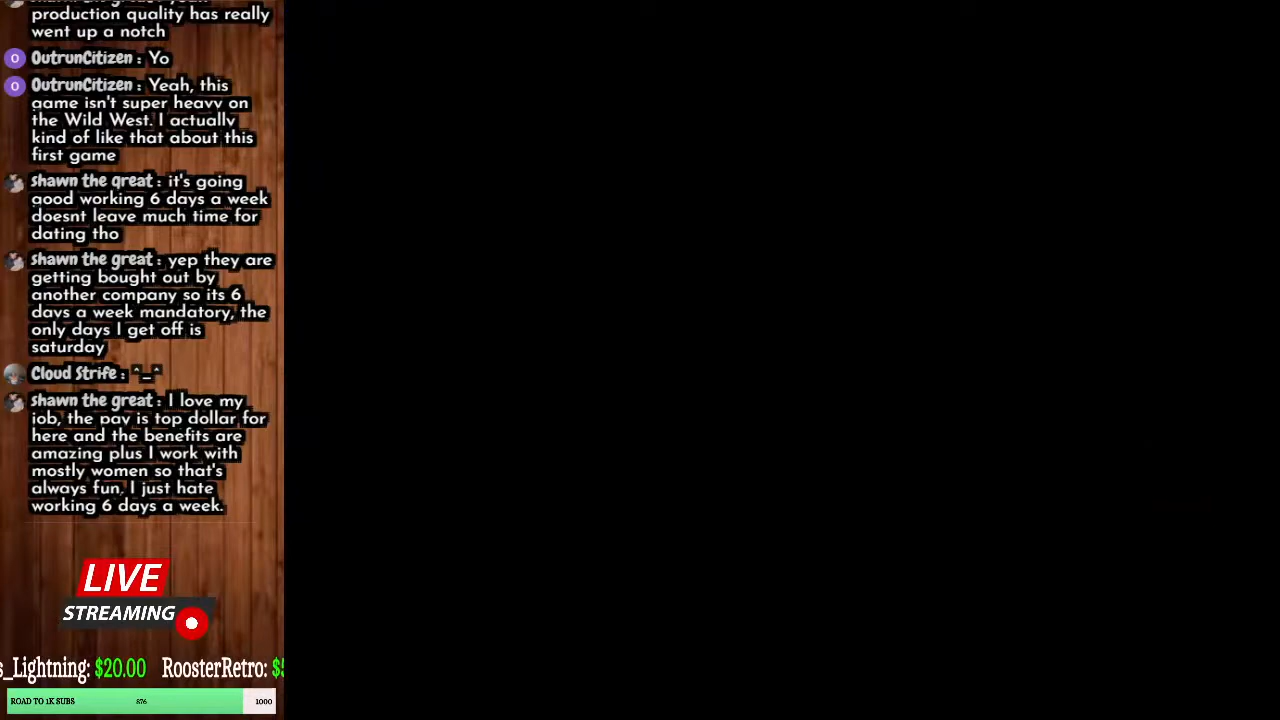 production quality has really
went up a notch
O OutrunCitizen : Yo
O OutrunCitizen : Yeah, this
game isn't super heavy on
the Wild West. I actually
kind of like that about this
first game
shawn the great : it's going
good working 6 days a week
doesnt leave much time for
dating tho
shawn the great : yep they are
getting bought out by
another company so its 6
days a week mandatory, the
only days I get off is
saturday
Cloud Strife : ^_^
shawn the great : I love my
job, the pay is top dollar for
here and the benefits are
amazing plus I work with
mostly women so that's
always fun, I just hate
working 6 days a week.
LIVE
STREAMING
s_Lightning: $20.00 RoosterRetro:
ROAD TO 1K SUBS 876 1000